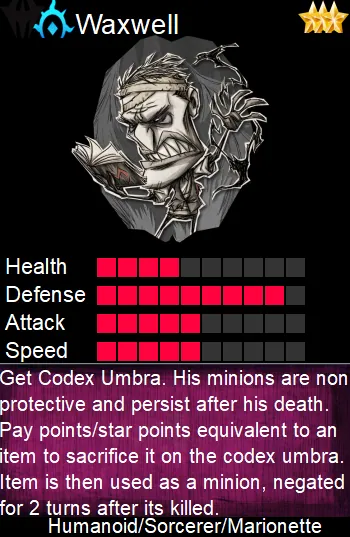 Waxwell
Health
Defense
Attack
Speed
Get Codex Umbra. His minions are non
protective and persist after his death.
Pay points/star points equivalent to an
item to sacrifice it on the codex umbra.
Item is then used as a minion, negated
for 2 turns after its killed.
Humanoid/Sorcerer/Marionette